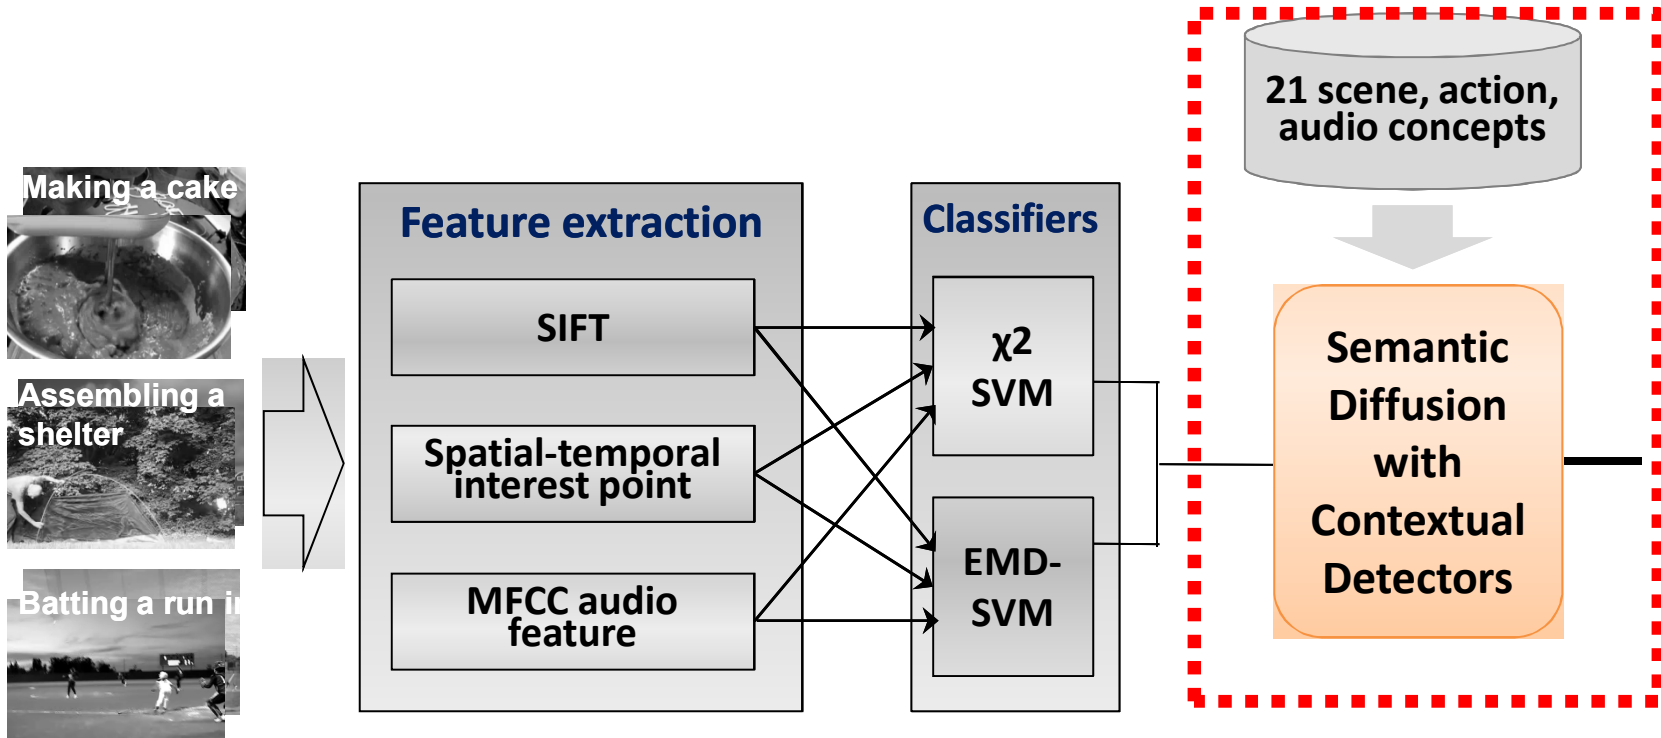 Making a cake
Assembling a
shelter
Batting a run in
Feature extraction
SIFT
Spatial-temporal
interest point
MFCC audio
feature
Classifiers
χ2
SVM
EMD-
SVM
21 scene, action,
audio concepts
Semantic
Diffusion
with
Contextual
Detectors